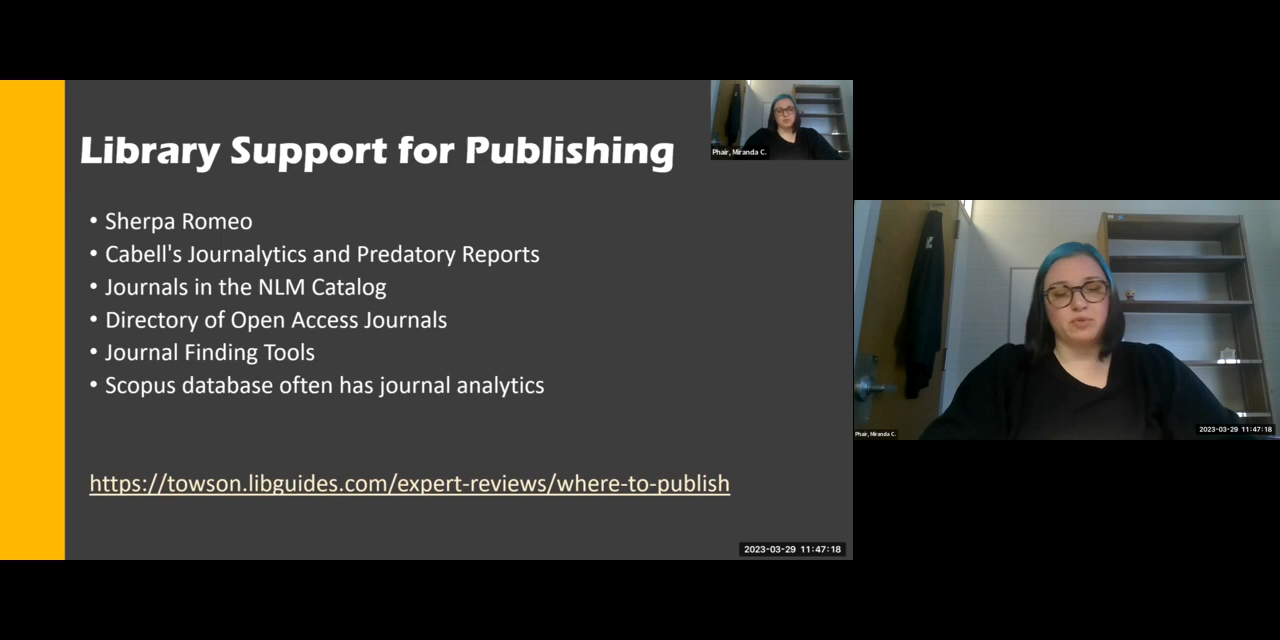 Library Support for Publishing
Phair, Miranda C.
• Sherpa Romeo
• Cabell's Journalytics and Predatory Reports
• Journals in the NLM Catalog
• Directory of Open Access Journals
• Journal Finding Tools
• Scopus database often has journal analytics
https://towson.libguides.com/expert-reviews/where-to-publish
2023-03-29 11:47:18
Phair, Miranda C.
2023-03-29 11:47:18